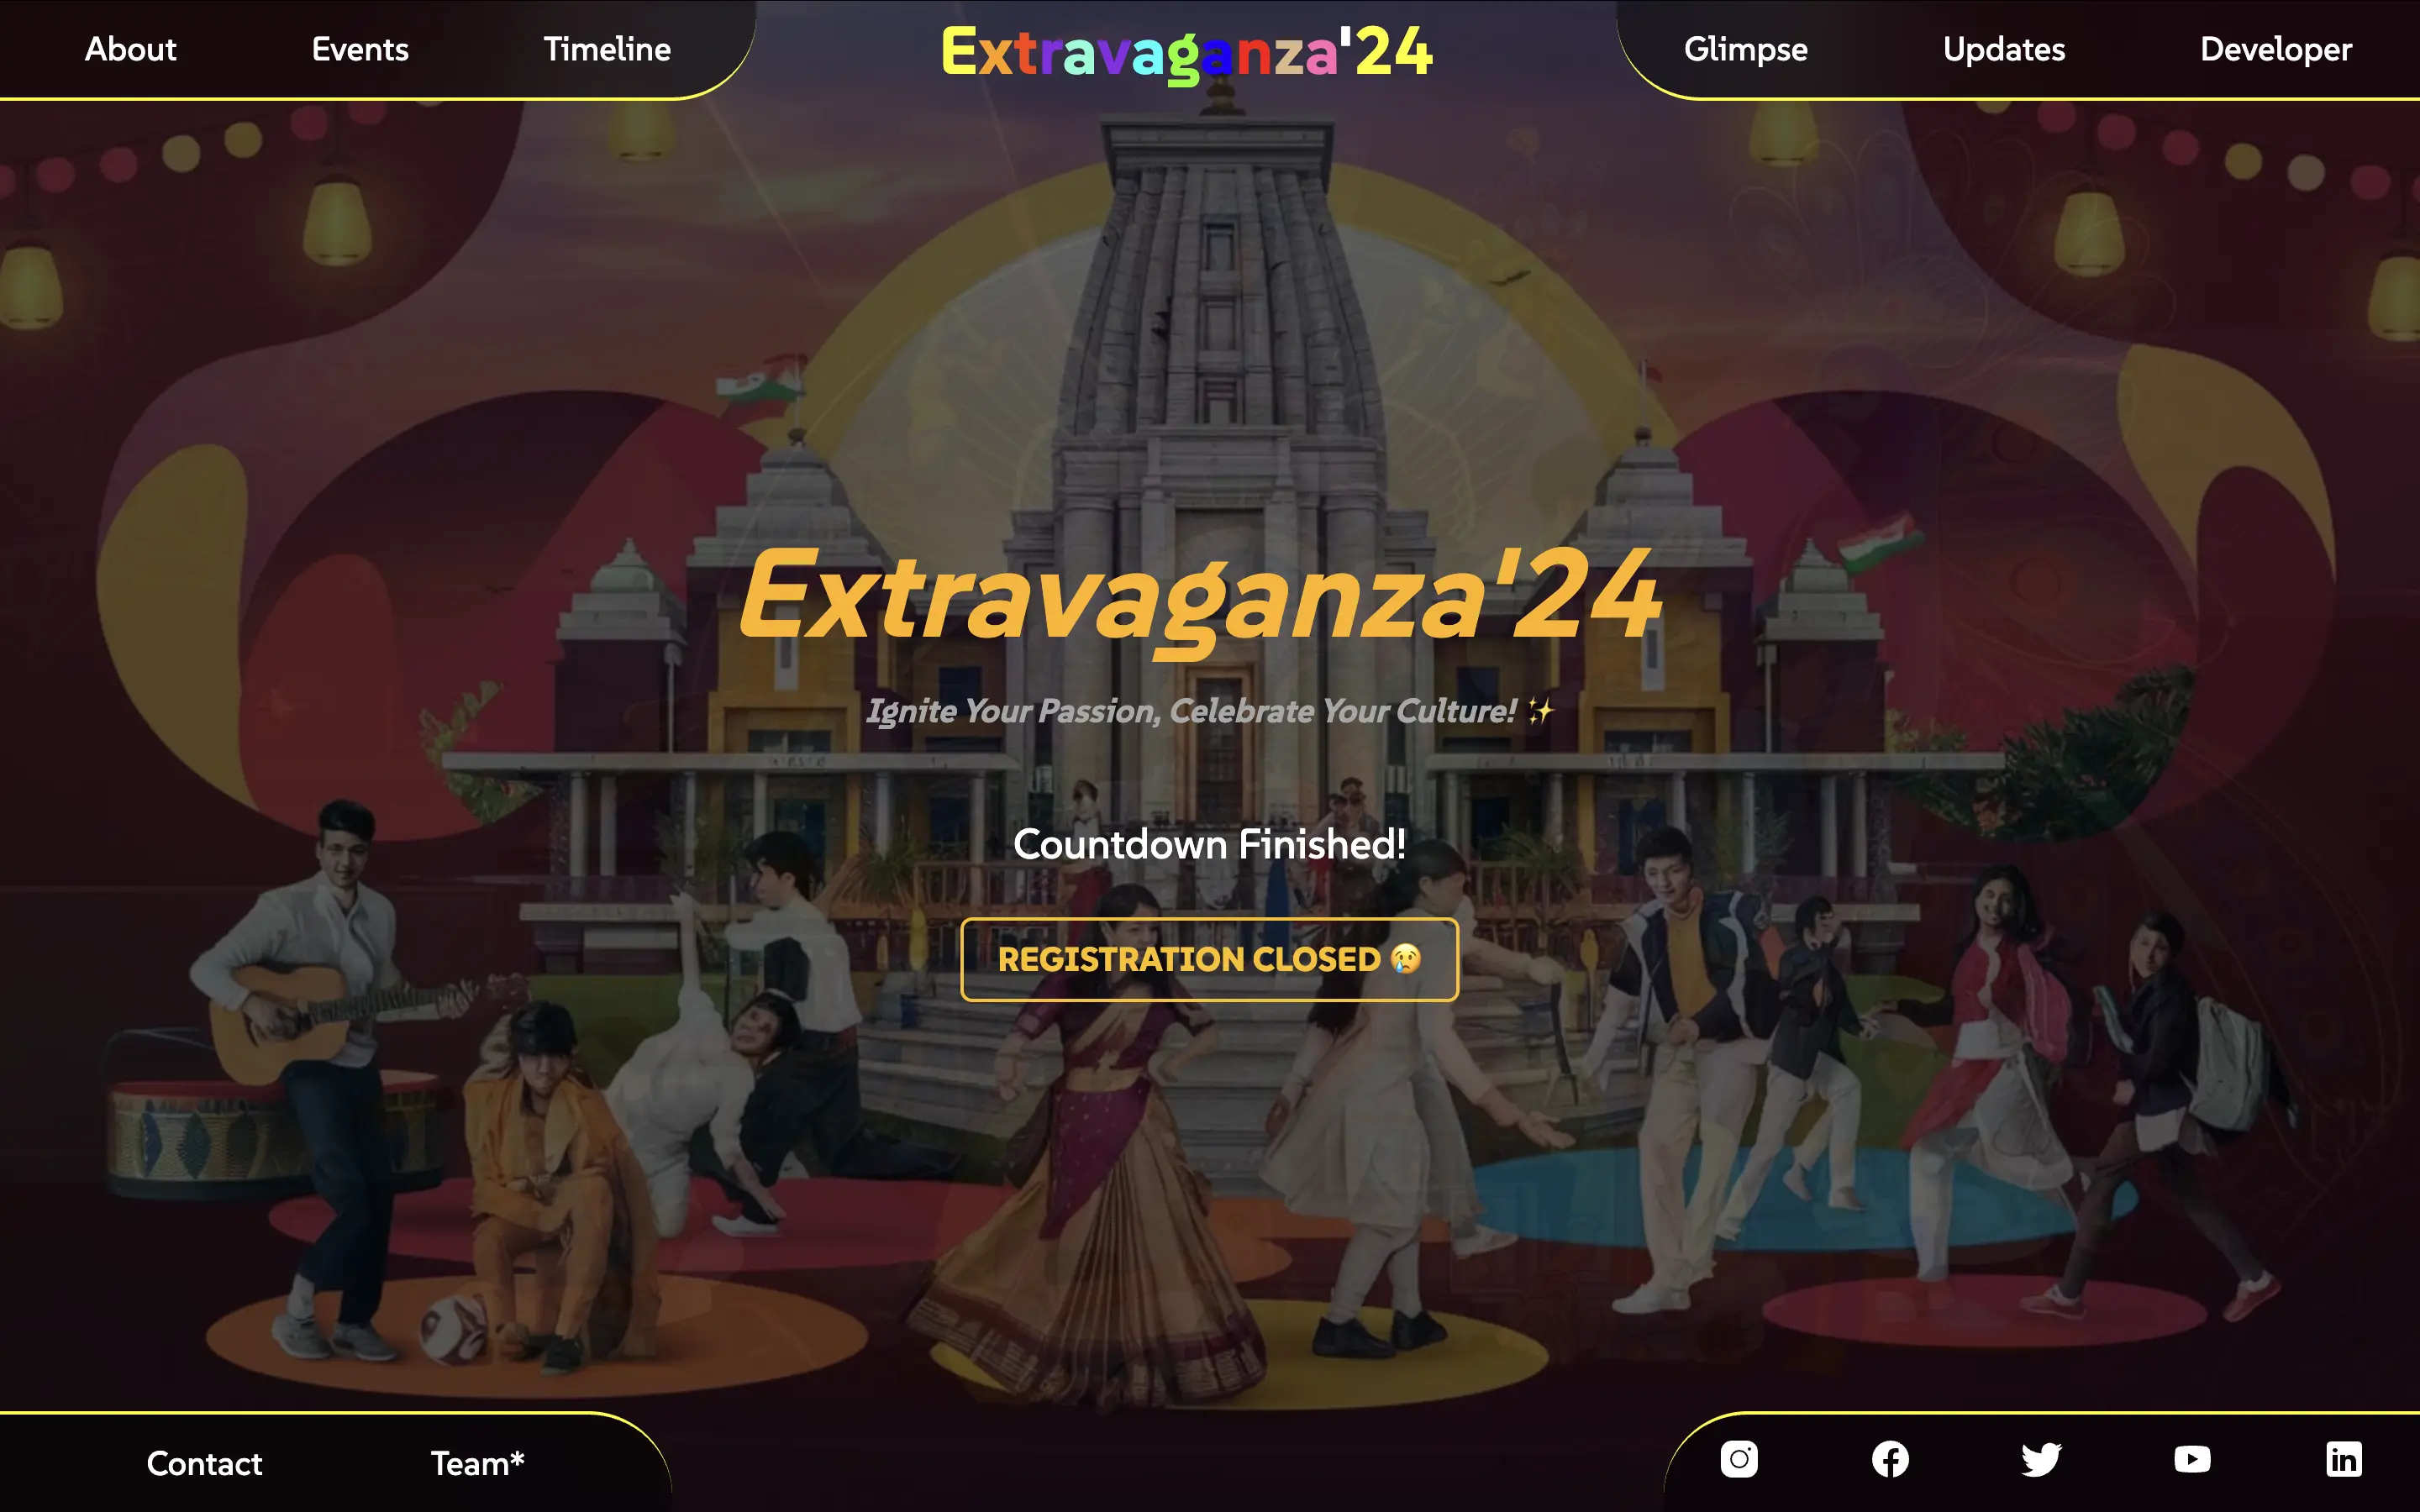 About Events Timeline
Extravaganza'24
Glimpse Updates Developer
Extravaganza'24
Ignite Your Passion, Celebrate Your Culture! ✨
Countdown Finished!
REGISTRATION CLOSED 😢
Contact Team*